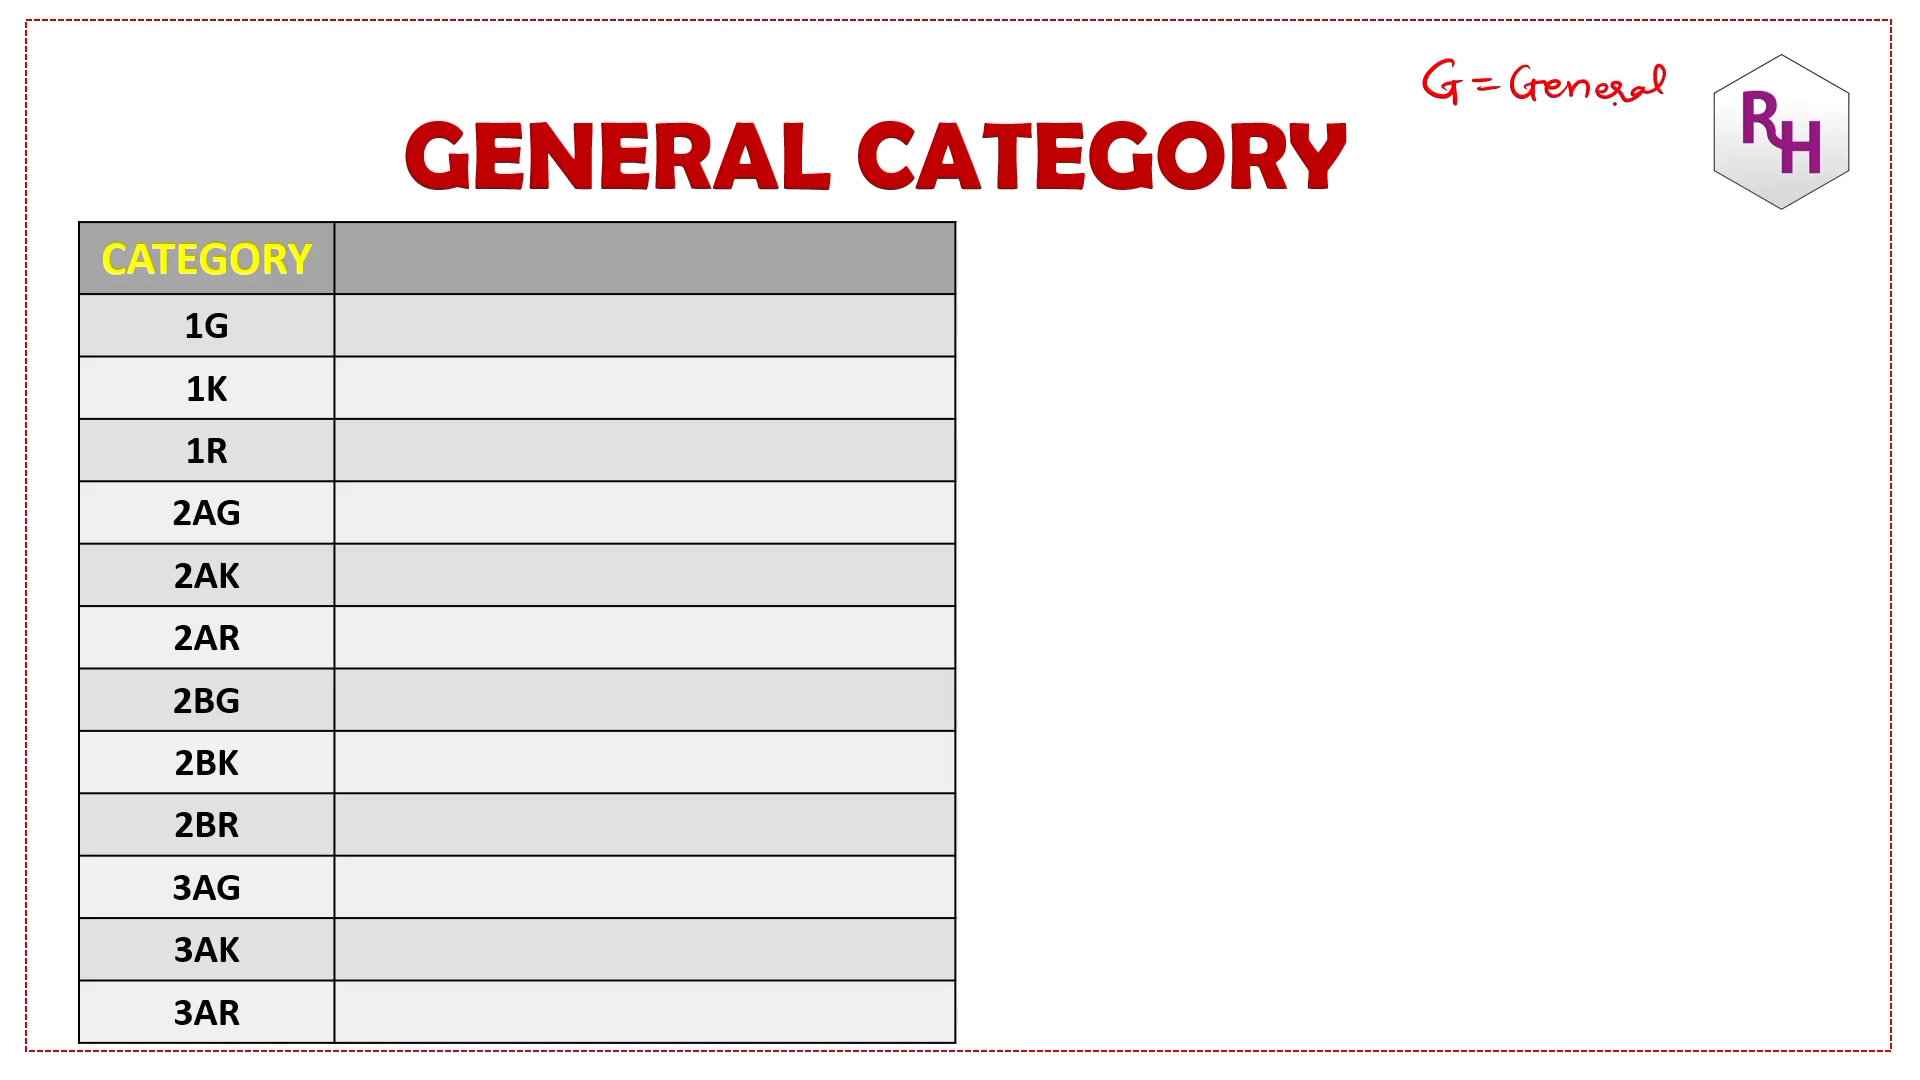 G = General
RH
GENERAL CATEGORY
CATEGORY
1G
1K
1R
2AG
2AK
2AR
2BG
2BK
2BR
3AG
3AK
3AR